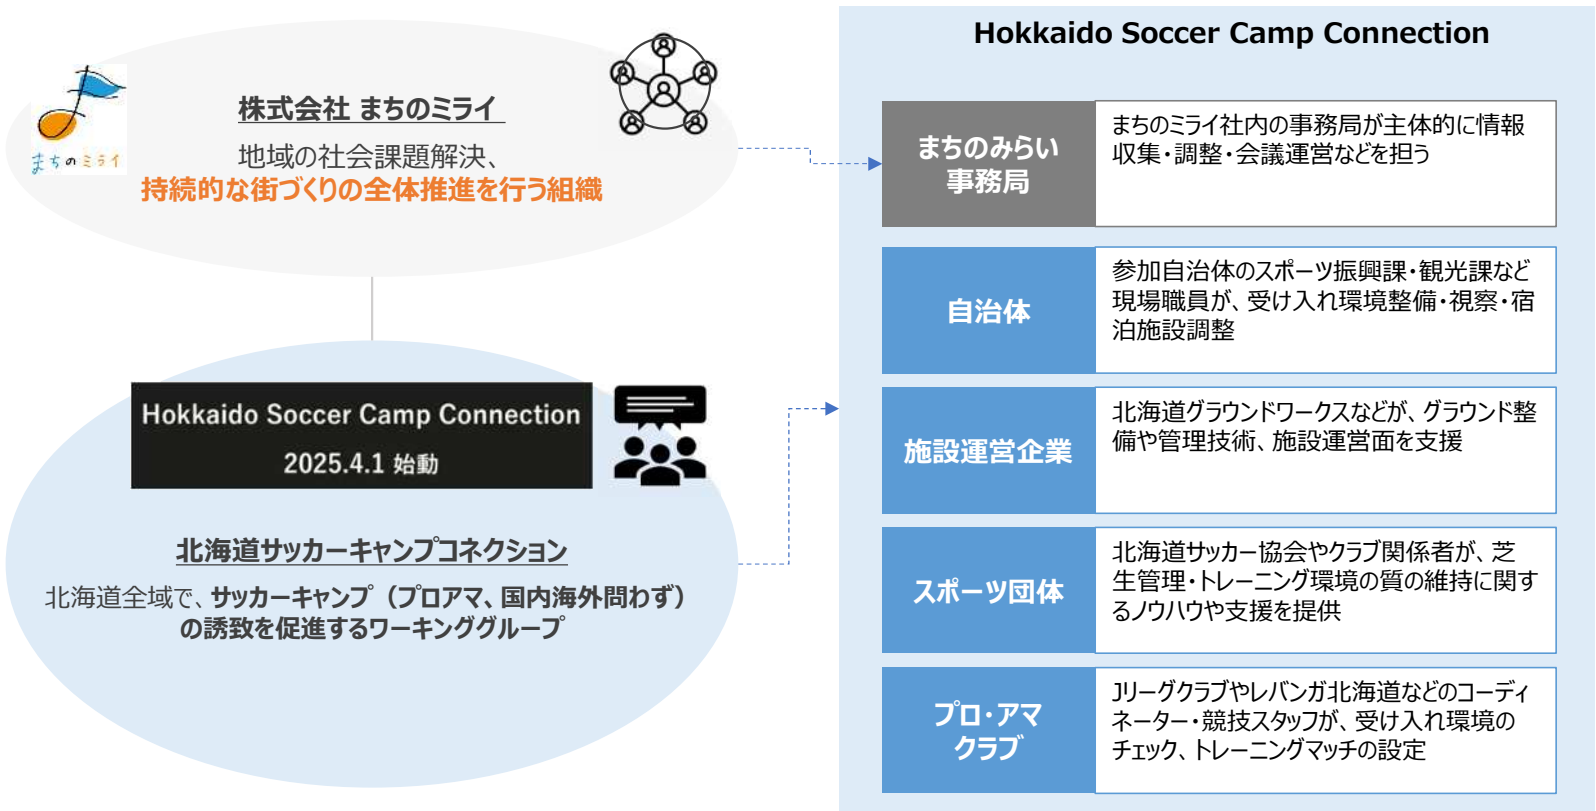 まちのミライ
株式会社 まちのミライ
地域の社会課題解決、
持続的な街づくりの全体推進を行う組織
Hokkaido Soccer Camp Connection
2025.4.1 始動
北海道サッカーキャンプコネクション
北海道全域で、サッカーキャンプ（プロアマ、国内海外問わず）
の誘致を促進するワーキンググループ
Hokkaido Soccer Camp Connection
まちのみらい
事務局
まちのミライ社内の事務局が主体的に情報
収集・調整・会議運営などを担う
自治体
参加自治体のスポーツ振興課・観光課など
現場職員が、受け入れ環境整備・視察・宿
泊施設調整
施設運営企業
北海道グラウンドワークスなどが、グラウンド整
備や管理技術、施設運営面を支援
スポーツ団体
北海道サッカー協会やクラブ関係者が、芝
生管理・トレーニング環境の質の維持に関す
るノウハウや支援を提供
プロ・アマ
クラブ
Jリーグクラブやレバンガ北海道などのコーディ
ネーター・競技スタッフが、受け入れ環境の
チェック、トレーニングマッチの設定